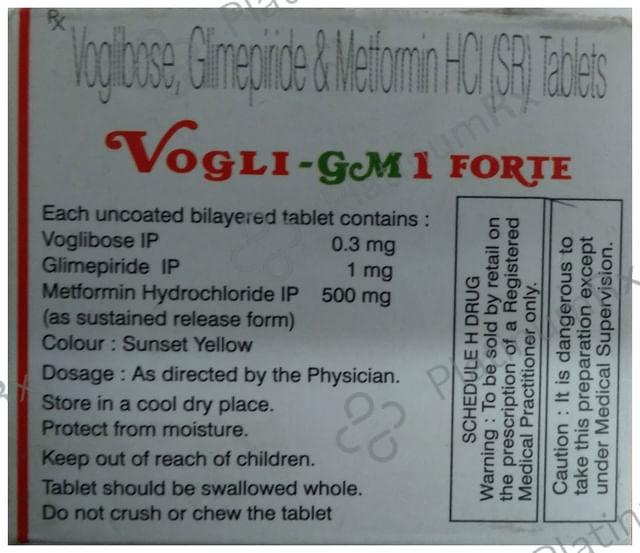 Rx
Voglibose, Glimepiride & Metformin HCl (SR) Tablets
VOGLI-GM 1 FORTE
Each uncoated bilayered tablet contains :
Voglibose IP 0.3 mg
Glimepiride IP 1 mg
Metformin Hydrochloride IP 500 mg
(as sustained release form)
Colour : Sunset Yellow
Dosage : As directed by the Physician.
Store in a cool dry place.
Protect from moisture.
Keep out of reach of children.
Tablet should be swallowed whole.
Do not crush or chew the tablet
SCHEDULE H DRUG
Warning : To be sold by retail on
the prescription of a Registered
Medical Practitioner only.
Caution : It is dangerous to
take this preparation except
under Medical Supervision.
PlatinumRx